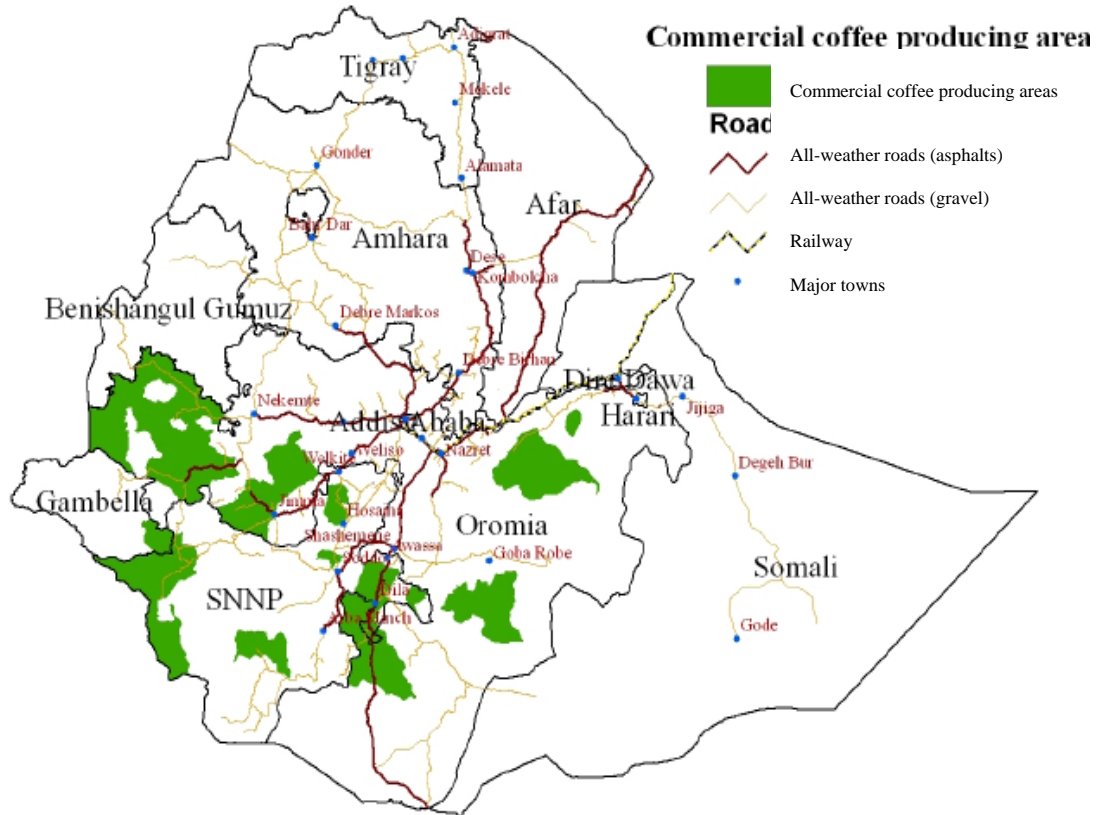 Commercial coffee producing area
Commercial coffee producing areas
Road
All-weather roads (asphalts)
All-weather roads (gravel)
Railway
Major towns
Adigrat
Tigray
Mekele
Gonder
Alamata
Afar
Bahi Dar
Amhara
Dese
Kombolcha
Benishangul Gumuz
Debre Markos
Debre Birhan
Dire Dawa
Nekemte
Harari
Jijiga
Addis Ababa
Welkite
Weliso
Nazret
Degeh Bur
Gambella
Jimma
Hosaina
Oromia
Shashemene
Awassa
Goba Robe
Soddo
Somali
SNNP
Dila
Arba Minch
Gode